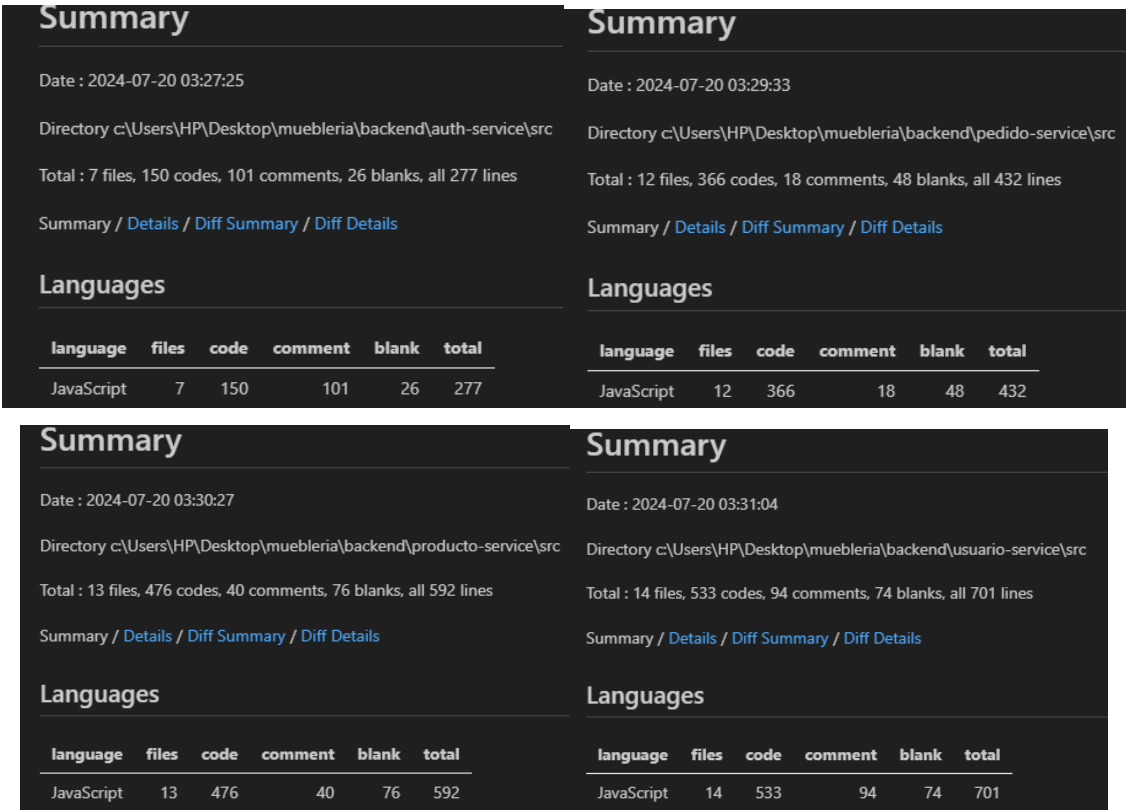 Summary
Date : 2024-07-20 03:27:25
Directory c:\Users\HP\Desktop\muebleria\backend\auth-service\src
Total : 7 files, 150 codes, 101 comments, 26 blanks, all 277 lines
Summary / Details / Diff Summary / Diff Details
Languages
language files code comment blank total
JavaScript 7 150 101 26 277
Summary
Date : 2024-07-20 03:29:33
Directory c:\Users\HP\Desktop\muebleria\backend\pedido-service\src
Total : 12 files, 366 codes, 18 comments, 48 blanks, all 432 lines
Summary / Details / Diff Summary / Diff Details
Languages
language files code comment blank total
JavaScript 12 366 18 48 432
Summary
Date : 2024-07-20 03:30:27
Directory c:\Users\HP\Desktop\muebleria\backend\producto-service\src
Total : 13 files, 476 codes, 40 comments, 76 blanks, all 592 lines
Summary / Details / Diff Summary / Diff Details
Languages
language files code comment blank total
JavaScript 13 476 40 76 592
Summary
Date : 2024-07-20 03:31:04
Directory c:\Users\HP\Desktop\muebleria\backend\usuario-service\src
Total : 14 files, 533 codes, 94 comments, 74 blanks, all 701 lines
Summary / Details / Diff Summary / Diff Details
Languages
language files code comment blank total
JavaScript 14 533 94 74 701